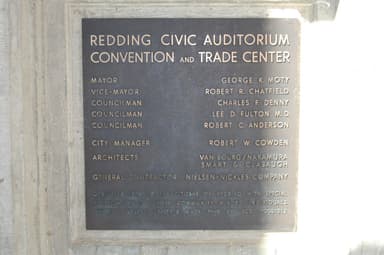 REDDING CIVIC AUDITORIUM
CONVENTION AND TRADE CENTER
MAYOR GEORGE K. MOTY
VICE-MAYOR ROBERT R. CHATFIELD
COUNCILMAN CHARLES F. DENNY
COUNCILMAN LEE D. FULTON M.D.
COUNCILMAN ROBERT C. ANDERSON
CITY MANAGER ROBERT W. COWDEN
ARCHITECTS VAN BOURG/NAKAMURA
SMART & CLABAUGH
GENERAL CONTRACTOR NIELSEN-NICKLES COMPANY